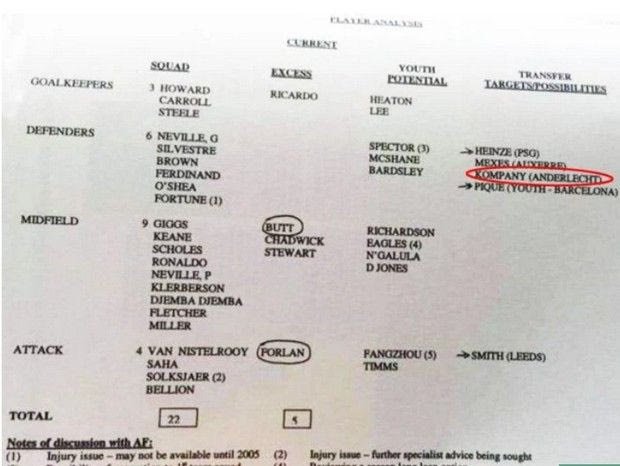 PLAYER ANALYSIS
CURRENT
SQUAD EXCESS YOUTH POTENTIAL TRANSFER TARGETS/POSSIBILITIES
GOALKEEPERS 3 HOWARD RICARDO HEATON
CARROLL LEE
STEELE
DEFENDERS 6 NEVILLE, G SPECTOR (3) → HEINZE (PSG)
SILVESTRE MCSHANE MEXES (AUXERRE)
BROWN BARDSLEY KOMPANY (ANDERLECHT)
FERDINAND → PIQUE (YOUTH - BARCELONA)
O'SHEA
FORTUNE (1)
MIDFIELD 9 GIGGS BUTT RICHARDSON
KEANE CHADWICK EAGLES (4)
SCHOLES STEWART N'GALULA
RONALDO D JONES
NEVILLE, P
KLERBERSON
DJEMBA DJEMBA
FLETCHER
MILLER
ATTACK 4 VAN NISTELROOY FORLAN FANGZHOU (5) → SMITH (LEEDS)
SAHA TIMMS
SOLKSJAER (2)
BELLION
TOTAL 22 5
Notes of discussion with AF:
(1) Injury issue – may not be available until 2005 (2) Injury issue – further specialist advice being sought